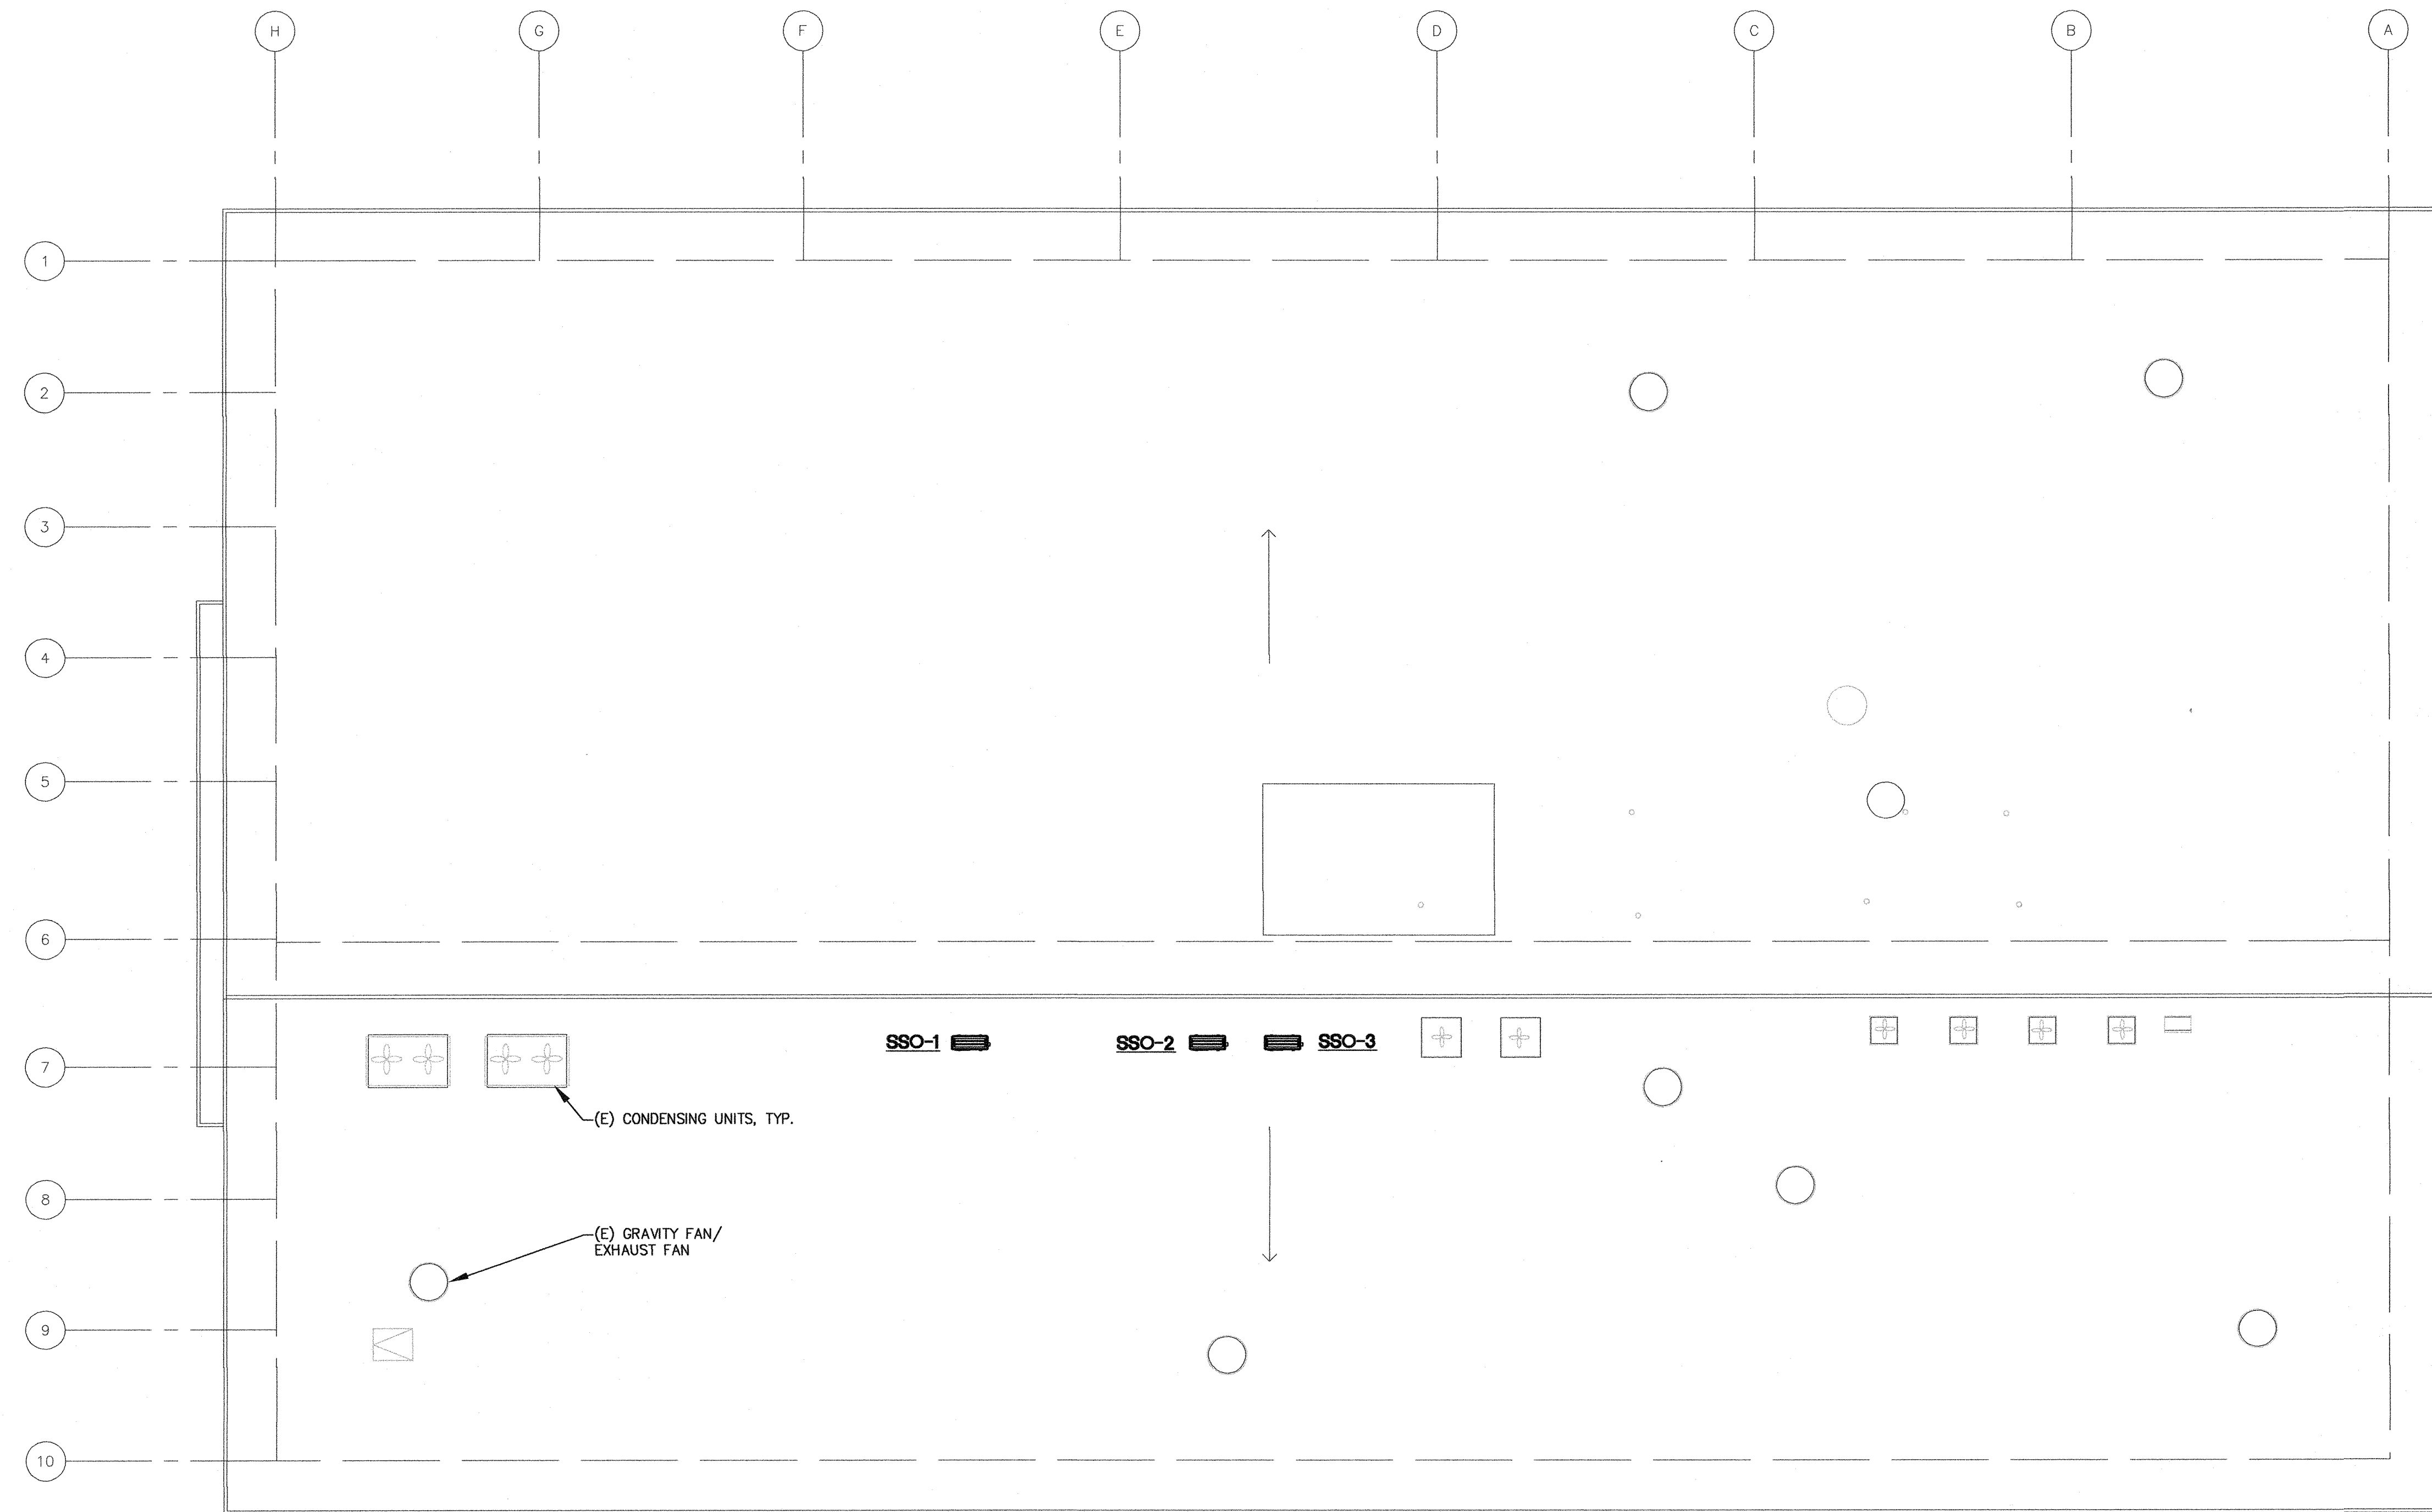 H G F E D C B A
1
2
3
4
5
6
SSO-1 SSO-2 SSO-3
7
(E) CONDENSING UNITS, TYP.
8
(E) GRAVITY FAN/
EXHAUST FAN
9
10